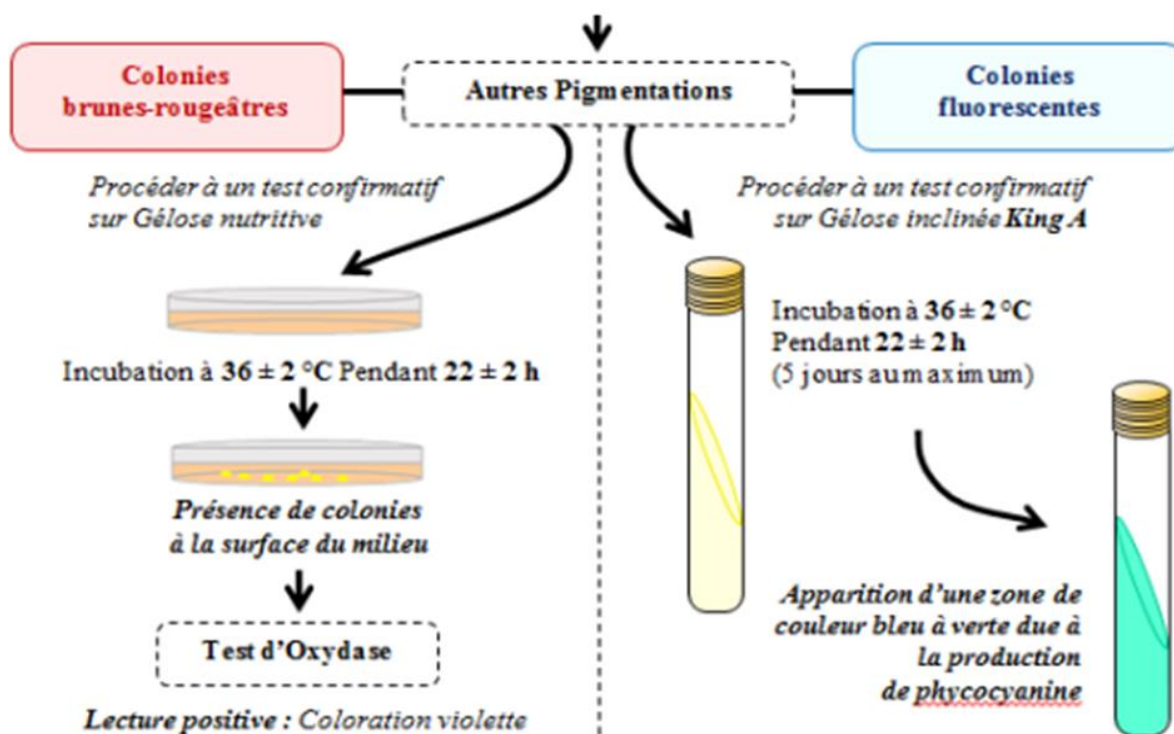 Colonies
brunes-rougeâtres
Autres Pigmentations
Colonies
fluorescentes
Procéder à un test confirmatif
sur Gélose nutritive
Procéder à un test confirmatif
sur Gélose inclinée King A
Incubation à 36 ± 2 °C Pendant 22 ± 2 h
Incubation à 36 ± 2 °C
Pendant 22 ± 2 h
(5 jours au maximum)
Présence de colonies
à la surface du milieu
Test d'Oxydase
Lecture positive : Coloration violette
Apparition d'une zone de
couleur bleu à verte due à
la production
de phycocyanine